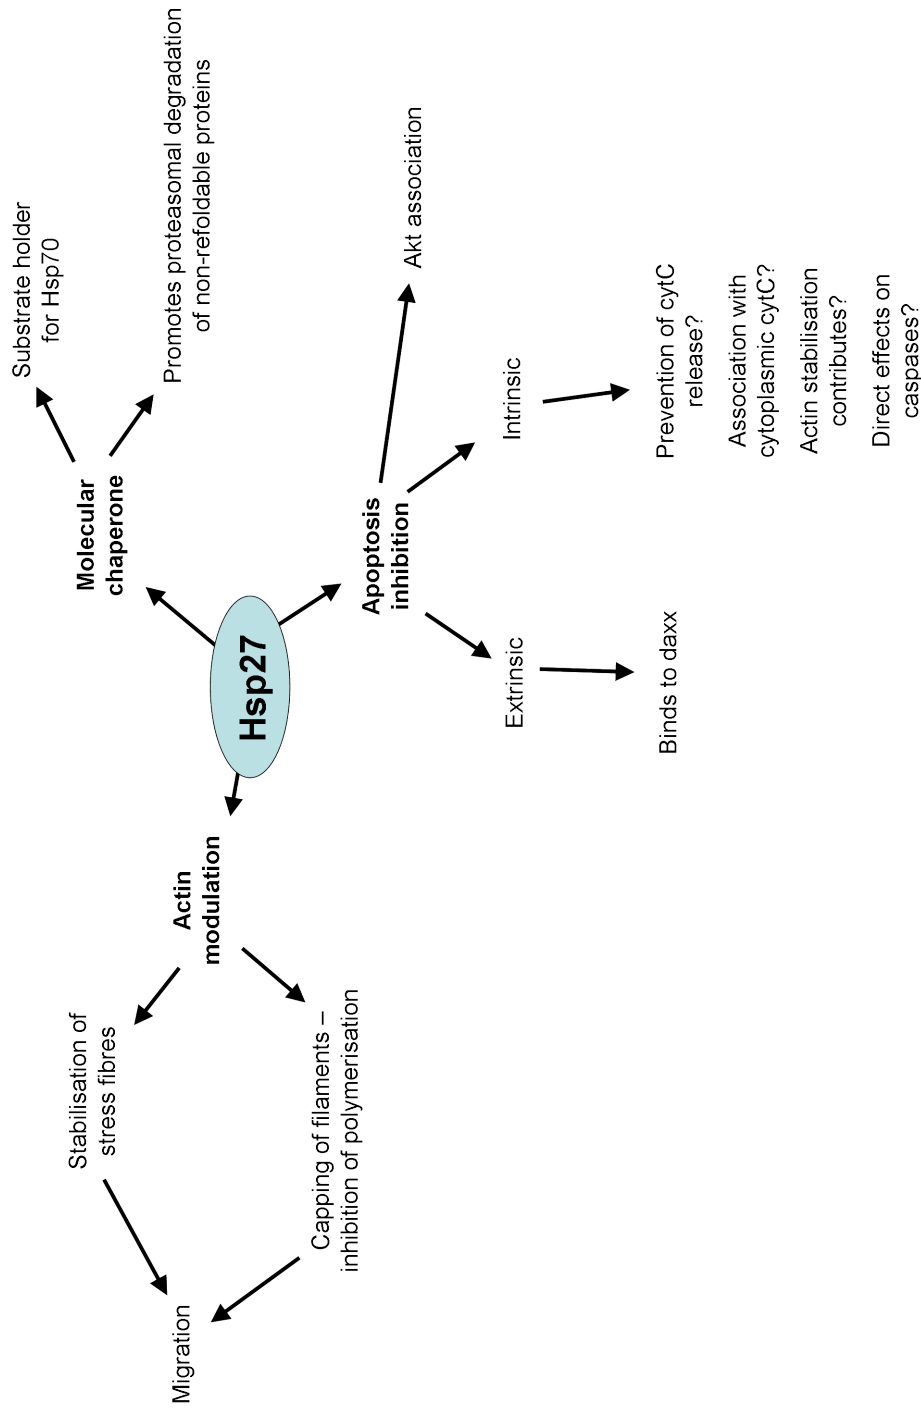 Substrate holder
for Hsp70
Promotes proteasomal degradation
of non-refoldable proteins
Molecular
chaperone
Hsp27
Actin
modulation
Stabilisation of
stress fibres
Capping of filaments –
inhibition of polymerisation
Migration
Apoptosis
inhibition
Akt association
Intrinsic
Prevention of cytC
release?
Association with
cytoplasmic cytC?
Actin stabilisation
contributes?
Direct effects on
caspases?
Extrinsic
Binds to daxx